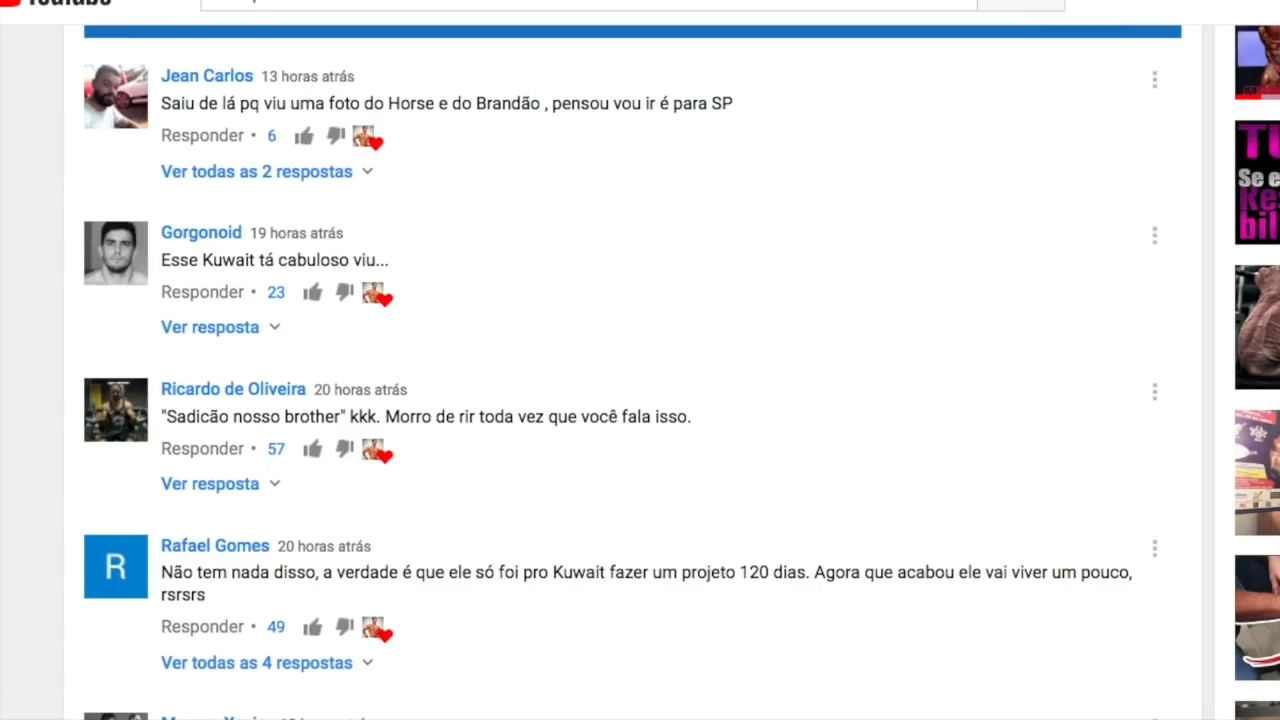 YouTube
Jean Carlos 13 horas atrás
Saiu de lá pq viu uma foto do Horse e do Brandão , pensou vou ir é para SP
Responder • 6
Ver todas as 2 respostas
Gorgonoid 19 horas atrás
Esse Kuwait tá cabuloso viu...
Responder • 23
Ver resposta
Ricardo de Oliveira 20 horas atrás
"Sadicão nosso brother" kkk. Morro de rir toda vez que você fala isso.
Responder • 57
Ver resposta
Rafael Gomes 20 horas atrás
Não tem nada disso, a verdade é que ele só foi pro Kuwait fazer um projeto 120 dias. Agora que acabou ele vai viver um pouco,
rsrsrs
Responder • 49
Ver todas as 4 respostas
Se e
bil